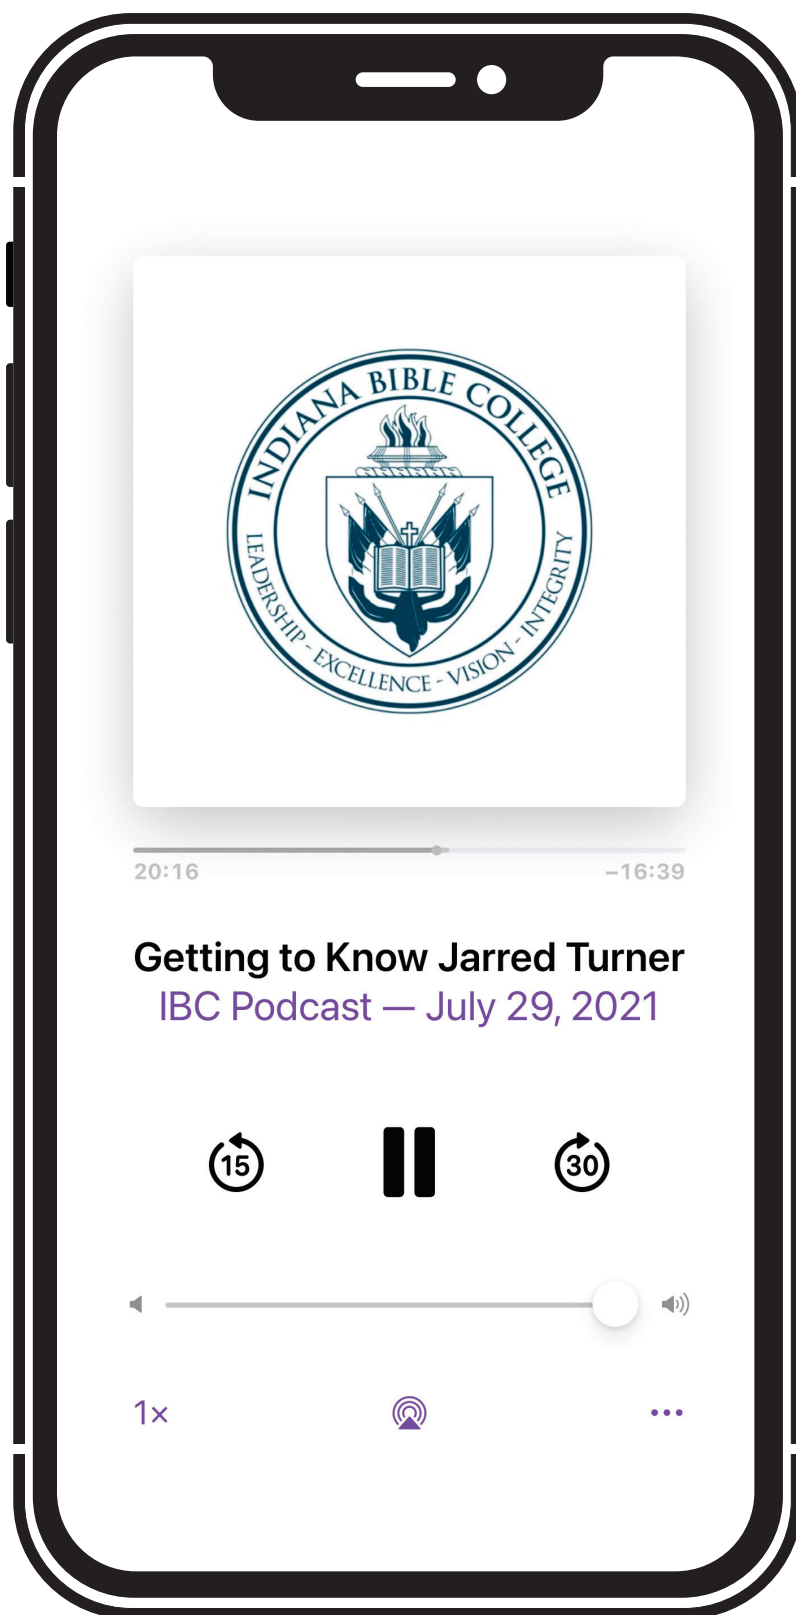 INDIANA BIBLE COLLEGE
LEADERSHIP - EXCELLENCE - VISION - INTEGRITY
20:16
–16:39
Getting to Know Jarred Turner
IBC Podcast — July 29, 2021
15
30
1×